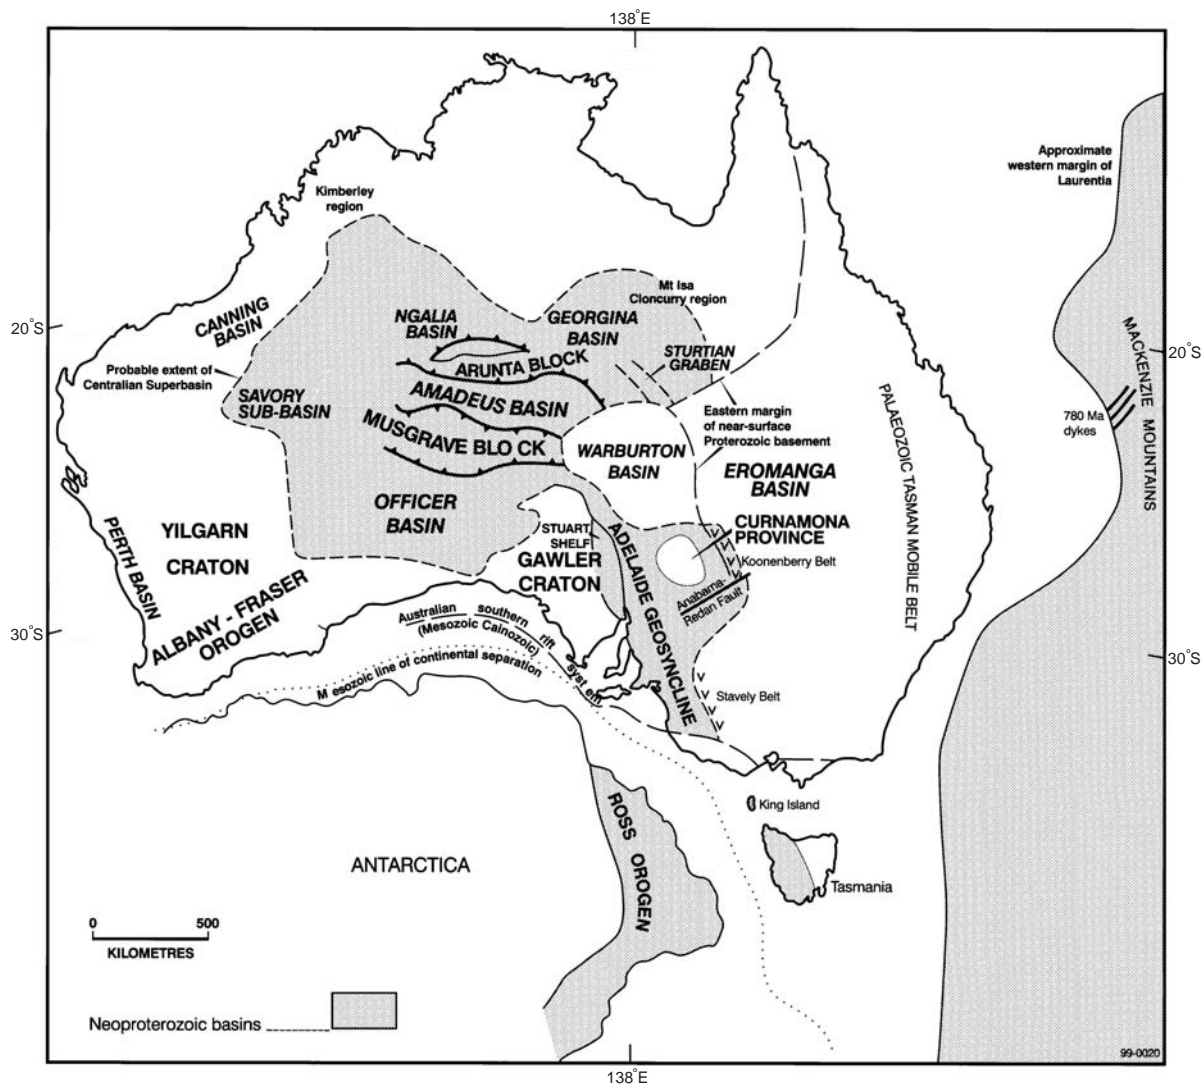 138°E
Approximate
western margin of
Laurentia
Kimberley
region
Mt Isa
Cloncurry region
CANNING
BASIN
NGALIA
BASIN
GEORGINA
BASIN
20°S
20°S
MACKENZIE MOUNTAINS
STURTIAN
GRABEN
ARUNTA BLOCK
Probable extent of
Centralian Superbasin
SAVORY
SUB-BASIN
AMADEUS BASIN
Eastern margin
of near-surface
Proterozoic basement
780 Ma
dykes
PALAEOZOIC TASMAN MOBILE BELT
MUSGRAVE BLO CK
WARBURTON
BASIN
EROMANGA
BASIN
OFFICER
BASIN
PERTH BASIN
YILGARN
CRATON
STUART
SHELF
GAWLER
CRATON
ADELAIDE GEOSYNCLINE
CURNAMONA
PROVINCE
Koonenberry Belt
Anabama-
Redan Fault
ALBANY - FRASER
OROGEN
30°S
30°S
Australian southern rift system
(Mesozoic Cainozoic)
M esozoic line of continental separation
Stavely Belt
ROSS OROGEN
King Island
ANTARCTICA
Tasmania
0 500
KILOMETRES
Neoproterozoic basins
99-0020
138°E